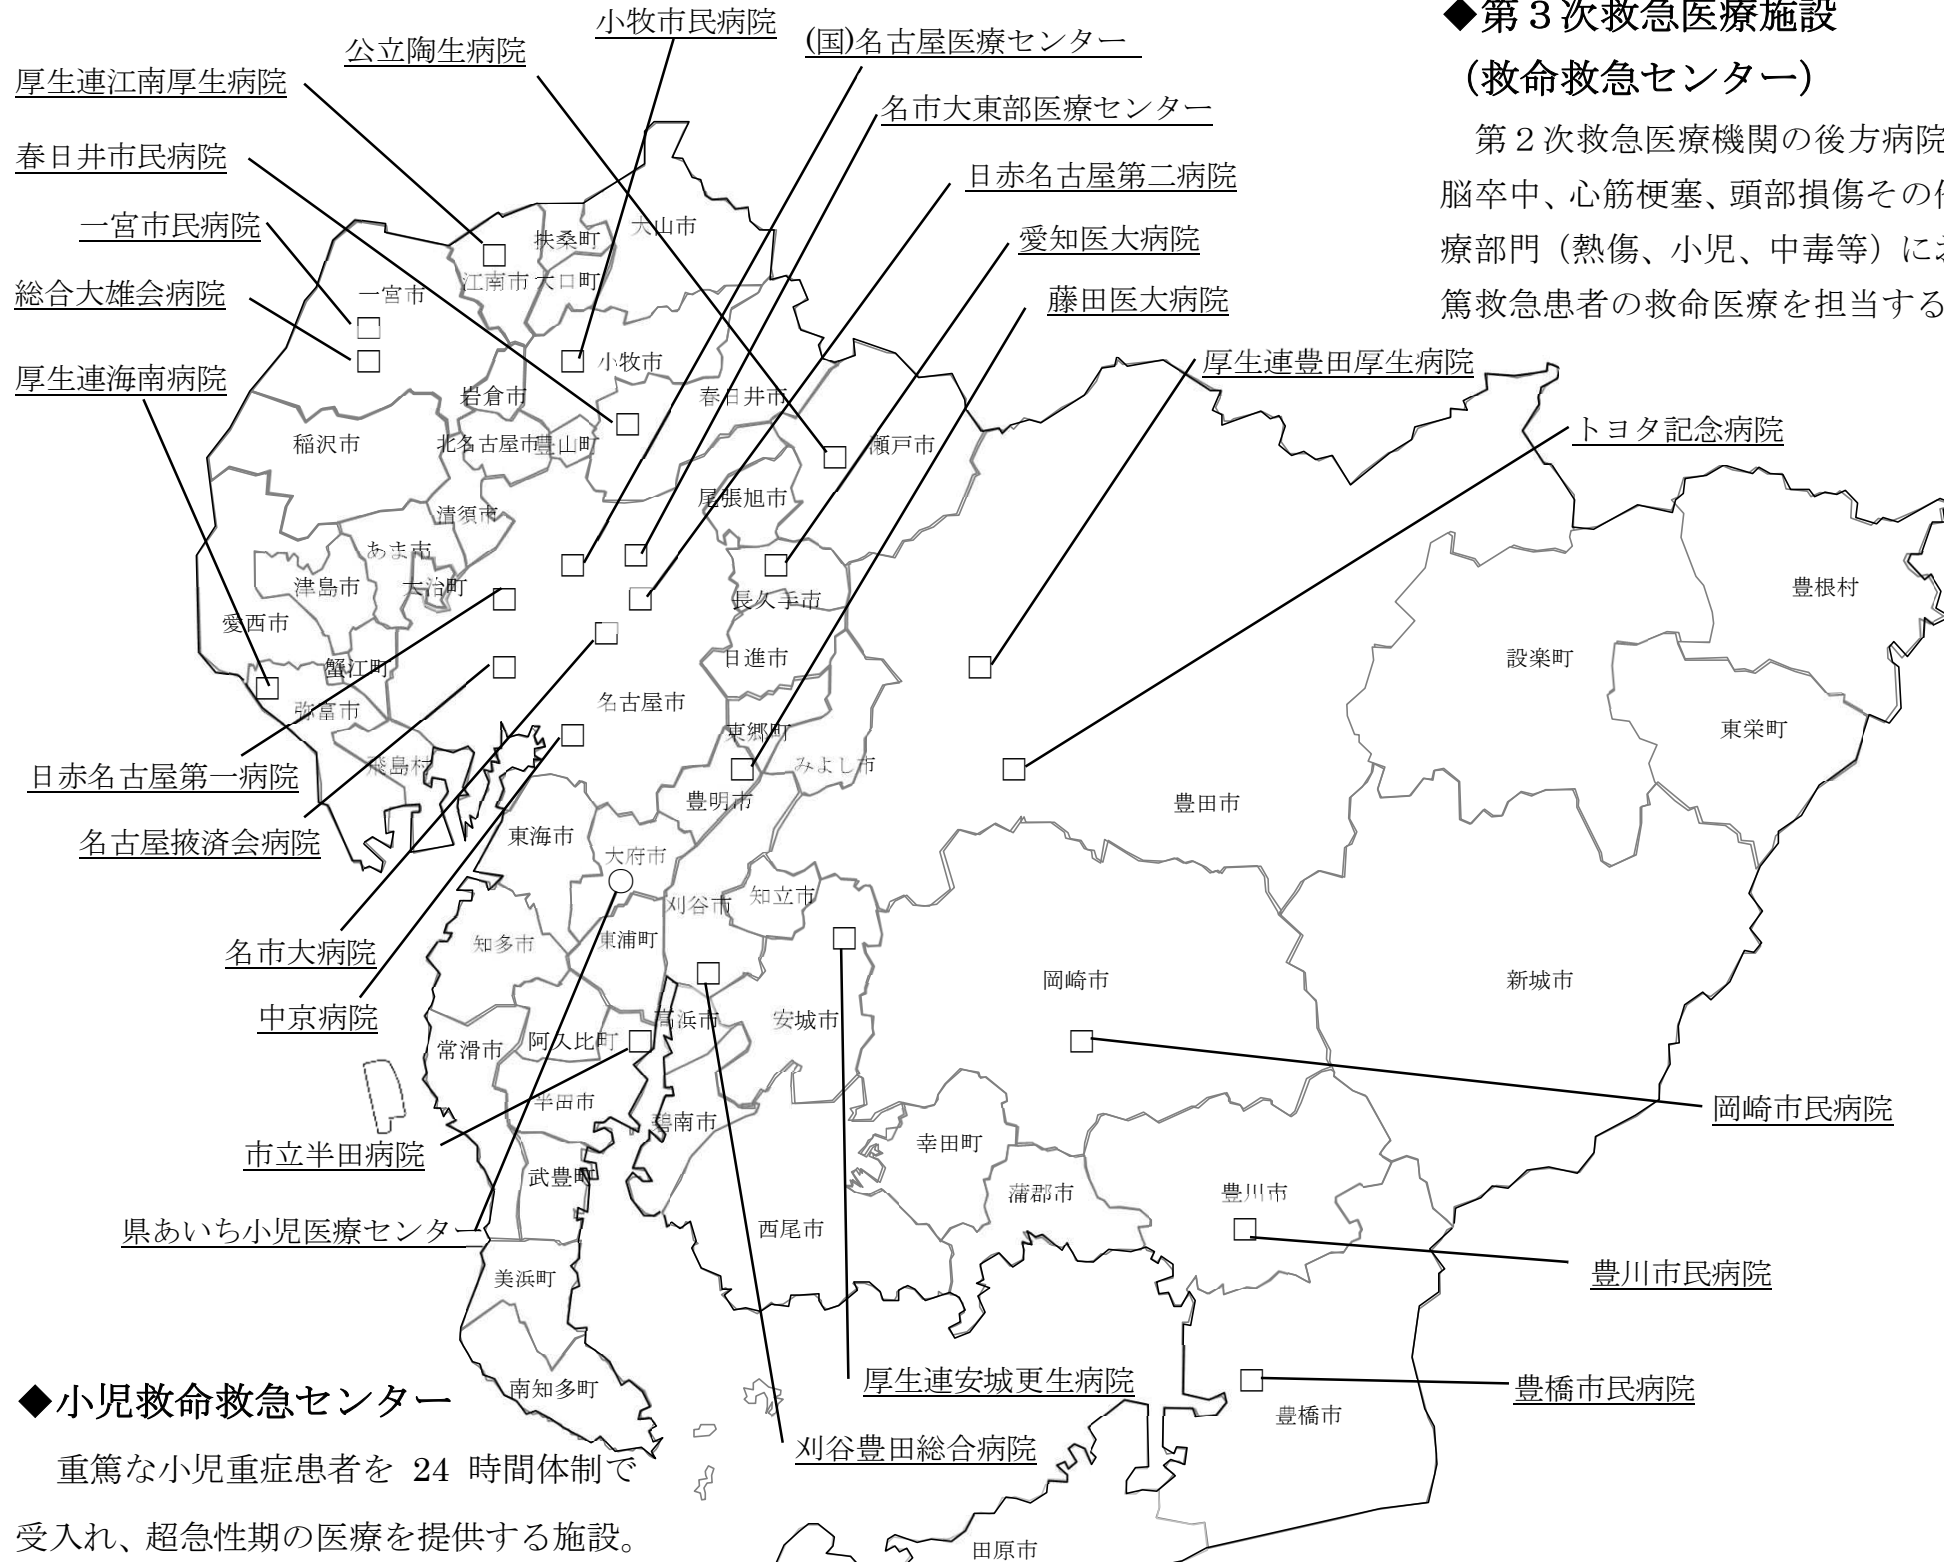 小牧市民病院
(国)名古屋医療センター
公立陶生病院
厚生連江南厚生病院
名市大東部医療センター
春日井市民病院
日赤名古屋第二病院
一宮市民病院
愛知医大病院
総合大雄会病院
藤田医大病院
厚生連海南病院
厚生連豊田厚生病院
トヨタ記念病院
◆第３次救急医療施設
（救命救急センター）
第２次救急医療機関の後方病院
脳卒中、心筋梗塞、頭部損傷その
療部門（熱傷、小児、中毒等）に
篤救急患者の救命医療を担当する
犬山市
扶桑町
江南市
大口町
一宮市
小牧市
岩倉市
春日井市
稲沢市
北名古屋市
豊山町
瀬戸市
尾張旭市
清須市
あま市
津島市
大治町
長久手市
愛西市
蟹江町
日進市
弥富市
名古屋市
東郷町
飛島村
みよし市
豊明市
豊田市
設楽町
豊根村
東栄町
東海市
大府市
刈谷市
知立市
知多市
東浦町
岡崎市
新城市
高浜市
安城市
常滑市
阿久比町
半田市
碧南市
幸田町
武豊町
蒲郡市
豊川市
西尾市
美浜町
南知多町
豊橋市
田原市
日赤名古屋第一病院
名古屋掖済会病院
名市大病院
中京病院
市立半田病院
県あいち小児医療センター
岡崎市民病院
豊川市民病院
豊橋市民病院
厚生連安城更生病院
刈谷豊田総合病院
◆小児救命救急センター
重篤な小児重症患者を 24 時間体制で
受入れ、超急性期の医療を提供する施設。